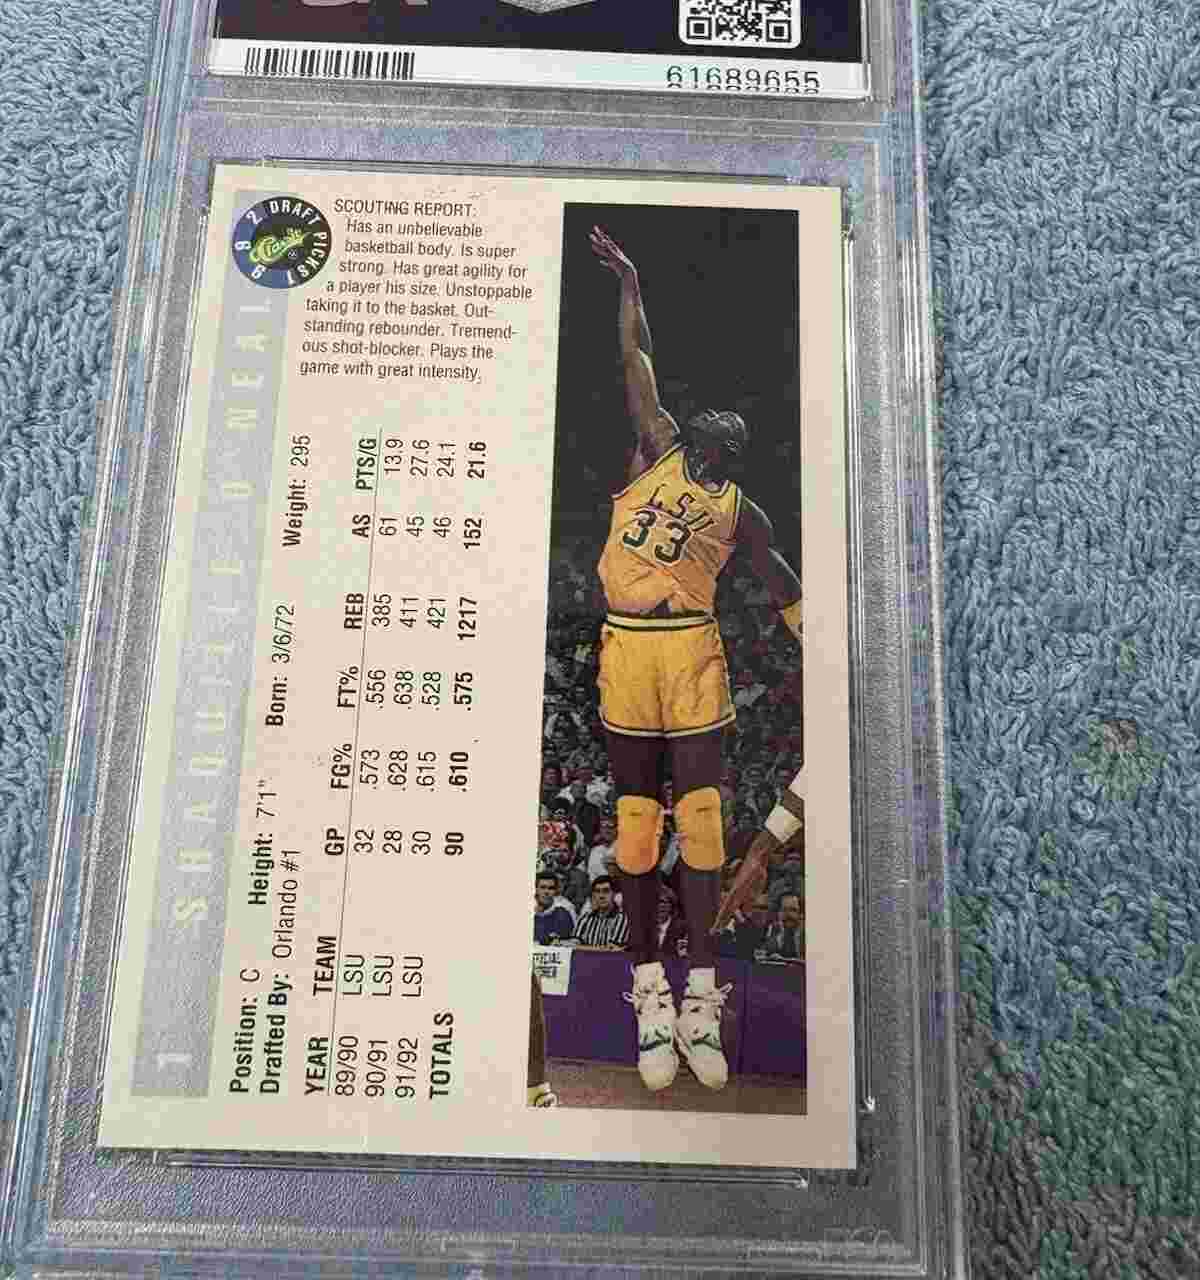 61689655
1992 DRAFT PICKS
Classic
SCOUTING REPORT:
Has an unbelievable
basketball body. Is super
strong. Has great agility for
a player his size. Unstoppable
taking it to the basket. Out-
standing rebounder. Tremend-
ous shot-blocker. Plays the
game with great intensity.
1 SHAQUILLE O'NEAL
Position: C Height: 7'1" Born: 3/6/72 Weight: 295
Drafted By: Orlando #1
YEAR TEAM GP FG% FT% REB AS PTS/G
89/90 LSU 32 .573 .556 385 61 13.9
90/91 LSU 28 .628 .638 411 45 27.6
91/92 LSU 30 .615 .528 421 46 24.1
TOTALS 90 .610 .575 1217 152 21.6
LSU
33